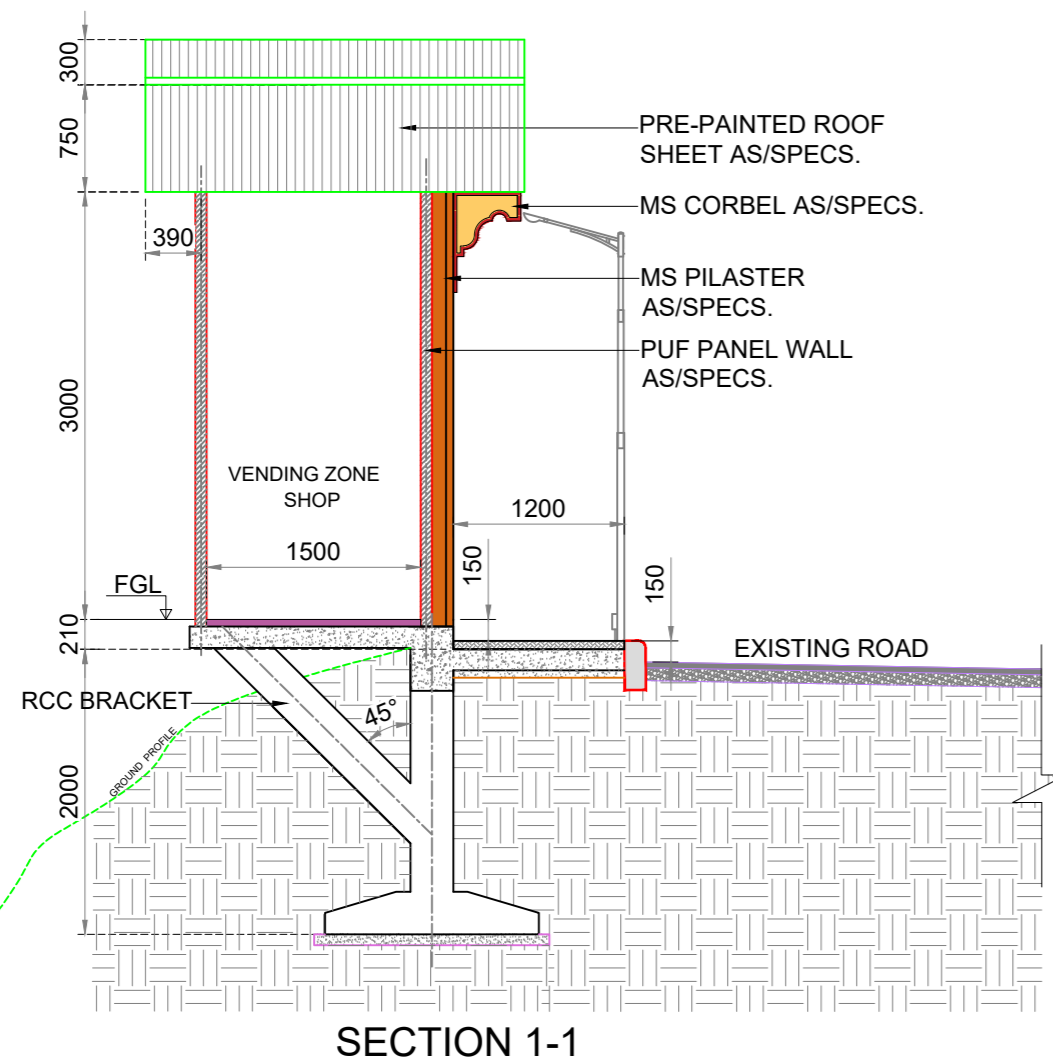 300
750
PRE-PAINTED ROOF
SHEET AS/SPECS.
MS CORBEL AS/SPECS.
390
MS PILASTER
AS/SPECS.
PUF PANEL WALL
AS/SPECS.
3000
VENDING ZONE
SHOP
1200
1500
150
150
FGL
210
EXISTING ROAD
RCC BRACKET
45°
GROUND PROFILE
2000
SECTION 1-1